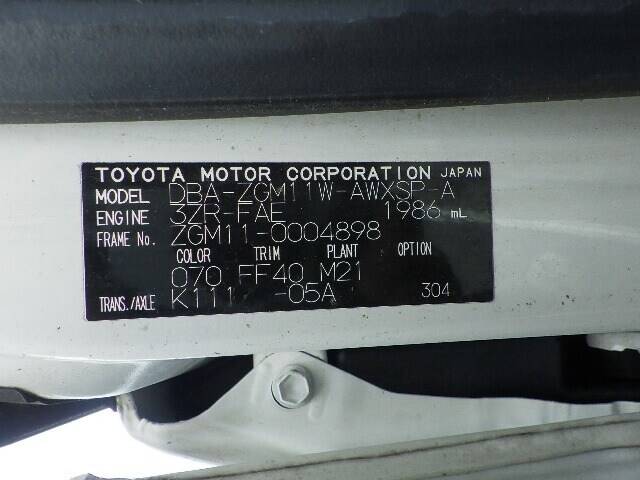 TOYOTA MOTOR CORPORATION JAPAN
MODEL DBA-ZGM11W-AWXSP-A
ENGINE 3ZR-FAE 1986 mL
FRAME No. ZGM11-0004898
COLOR TRIM PLANT OPTION
070 FF40 M21
TRANS./AXLE K111 -05A 304